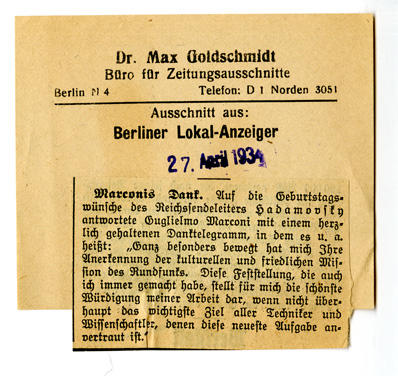 Dr. Max Goldschmidt
Büro für Zeitungsausschnitte
Berlin N 4 Telefon: D 1 Norden 3051
Ausschnitt aus:
Berliner Lokal-Anzeiger
27. April 1934
Marconis Dank. Auf die Geburtstags-
wünsche des Reichssendeleiters Hadamovsky
antwortete Guglielmo Marconi mit einem herz-
lich gehaltenen Danktelegramm, in dem es u. a.
heißt: „Ganz besonders bewegt hat mich Ihre
Anerkennung der kulturellen und friedlichen Mis-
sion des Rundfunks. Diese Feststellung, die auch
ich immer gemacht habe, stellt für mich die schönste
Würdigung meiner Arbeit dar, wenn nicht über-
haupt das wichtigste Ziel aller Techniker und
Wissenschaftler, denen diese neueste Aufgabe an-
vertraut ist.“